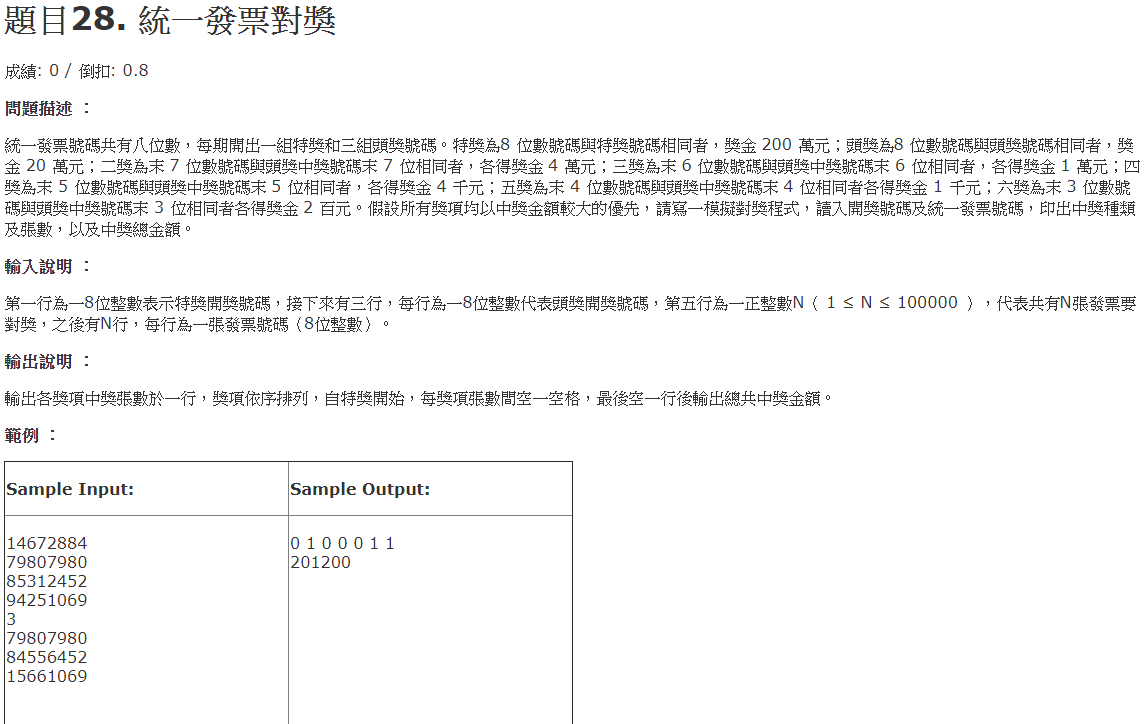 題目28. 統一發票對獎
成績: 0 / 倒扣: 0.8
問題描述 ：
統一發票號碼共有八位數，每期開出一組特獎和三組頭獎號碼。特獎為8 位數號碼與特獎號碼相同者，獎金 200 萬元；頭獎為8 位數號碼與頭獎號碼相同者，獎
金 20 萬元；二獎為末 7 位數號碼與頭獎中獎號碼末 7 位相同者，各得獎金 4 萬元；三獎為末 6 位數號碼與頭獎中獎號碼末 6 位相同者，各得獎金 1 萬元；四
獎為末 5 位數號碼與頭獎中獎號碼末 5 位相同者，各得獎金 4 千元；五獎為末 4 位數號碼與頭獎中獎號碼末 4 位相同者各得獎金 1 千元；六獎為末 3 位數號
碼與頭獎中獎號碼末 3 位相同者各得獎金 2 百元。假設所有獎項均以中獎金額較大的優先，請寫一模擬對獎程式，讀入開獎號碼及統一發票號碼，印出中獎種類
及張數，以及中獎總金額。
輸入說明 ：
第一行為一8位整數表示特獎開獎號碼，接下來有三行，每行為一8位整數代表頭獎開獎號碼，第五行為一正整數N（ 1 ≤ N ≤ 100000 ），代表共有N張發票要
對獎，之後有N行，每行為一張發票號碼（8位整數）。
輸出說明 ：
輸出各獎項中獎張數於一行，獎項依序排列，自特獎開始，每獎項張數間空一空格，最後空一行後輸出總共中獎金額。
範例 ：
Sample Input:
14672884
79807980
85312452
94251069
3
79807980
84556452
15661069
Sample Output:
0 1 0 0 0 1 1
201200